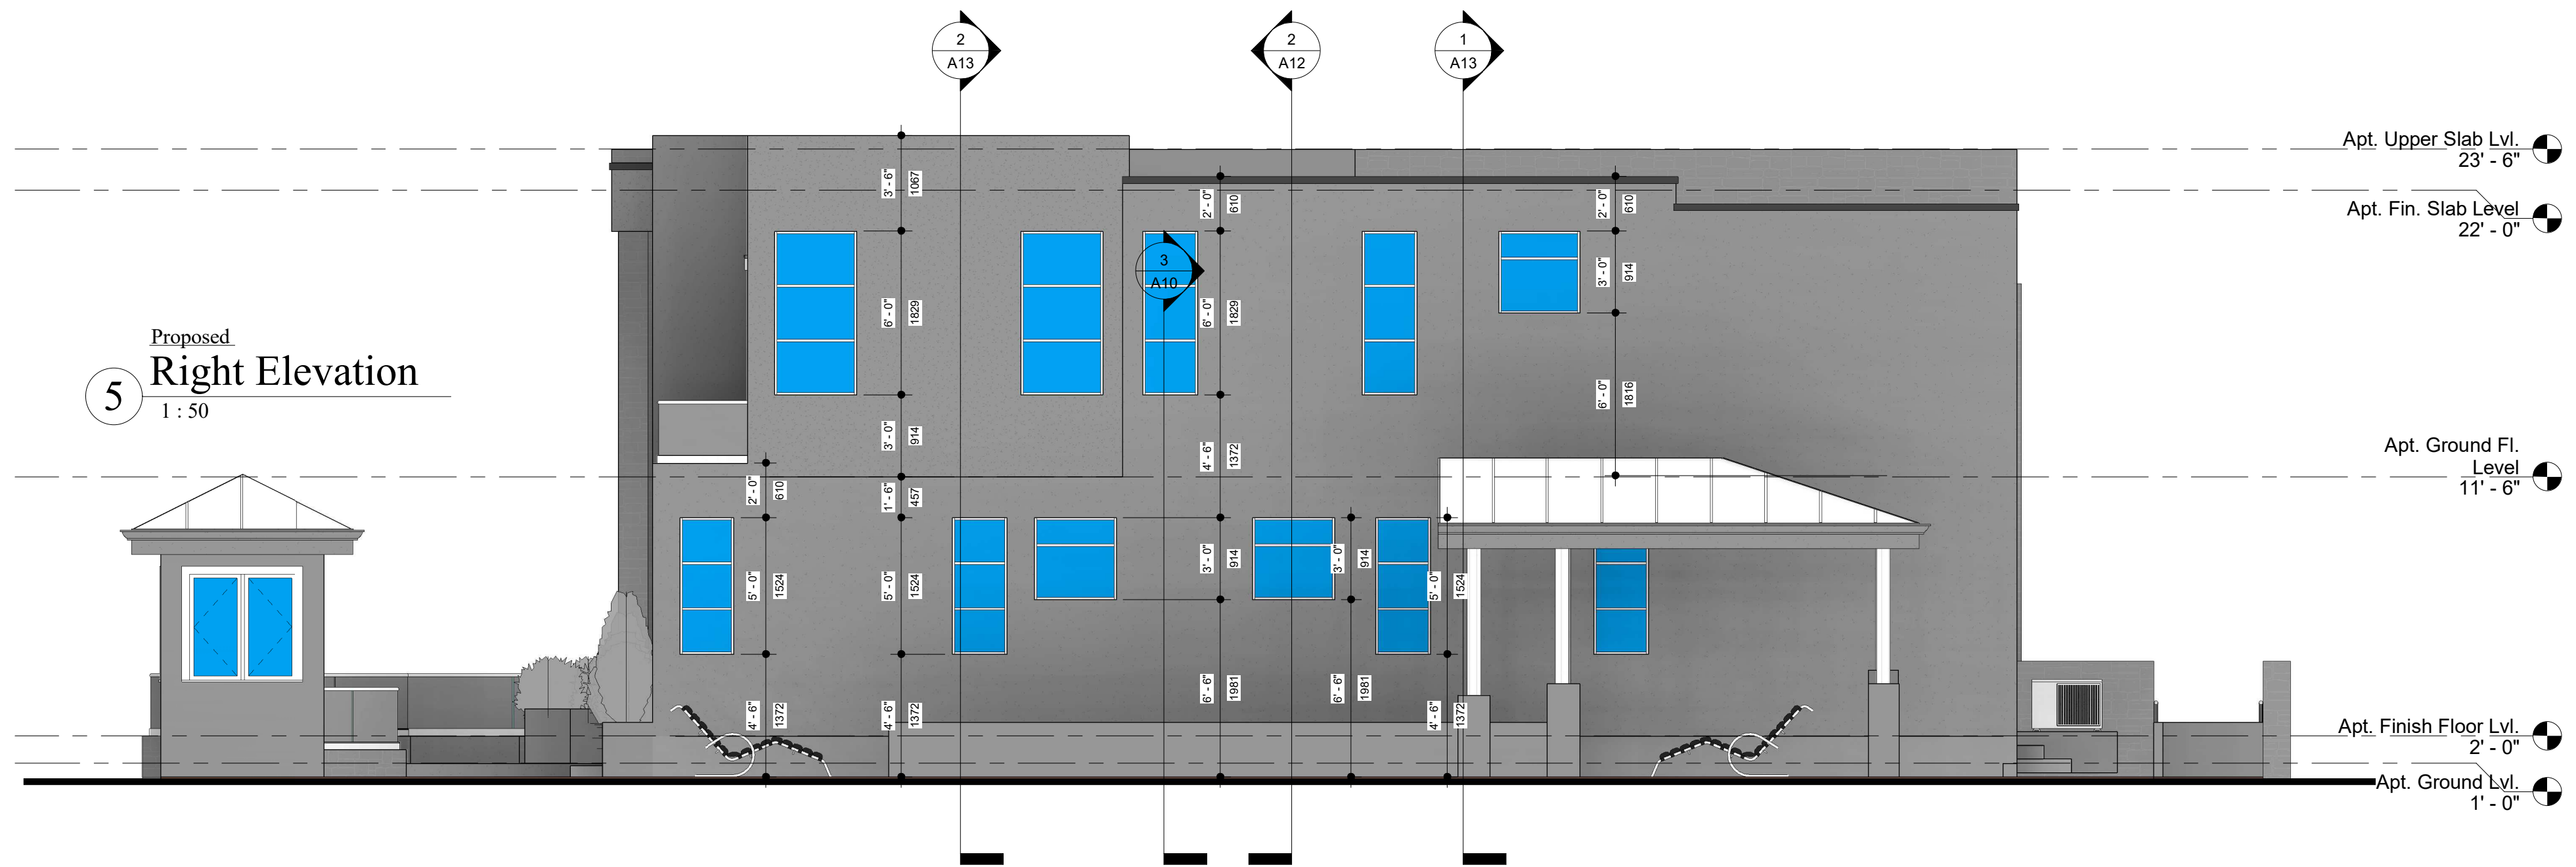 2
A13
2
A12
1
A13
Apt. Upper Slab Lvl.
23' - 6"
Apt. Fin. Slab Level
22' - 0"
3' - 6"
1067
2' - 0"
610
2' - 0"
610
3
A10
6' - 0"
1829
6' - 0"
1829
3' - 0"
914
Proposed
5
Right Elevation
1 : 50
6' - 0"
1816
3' - 0"
914
4' - 6"
1372
Apt. Ground Fl.
Level
11' - 6"
2' - 0"
610
1' - 6"
457
5' - 0"
1524
5' - 0"
1524
3' - 0"
914
3' - 0"
914
5' - 0"
1524
4' - 6"
1372
4' - 6"
1372
6' - 6"
1981
6' - 6"
1981
4' - 6"
1372
Apt. Finish Floor Lvl.
2' - 0"
Apt. Ground Lvl.
1' - 0"